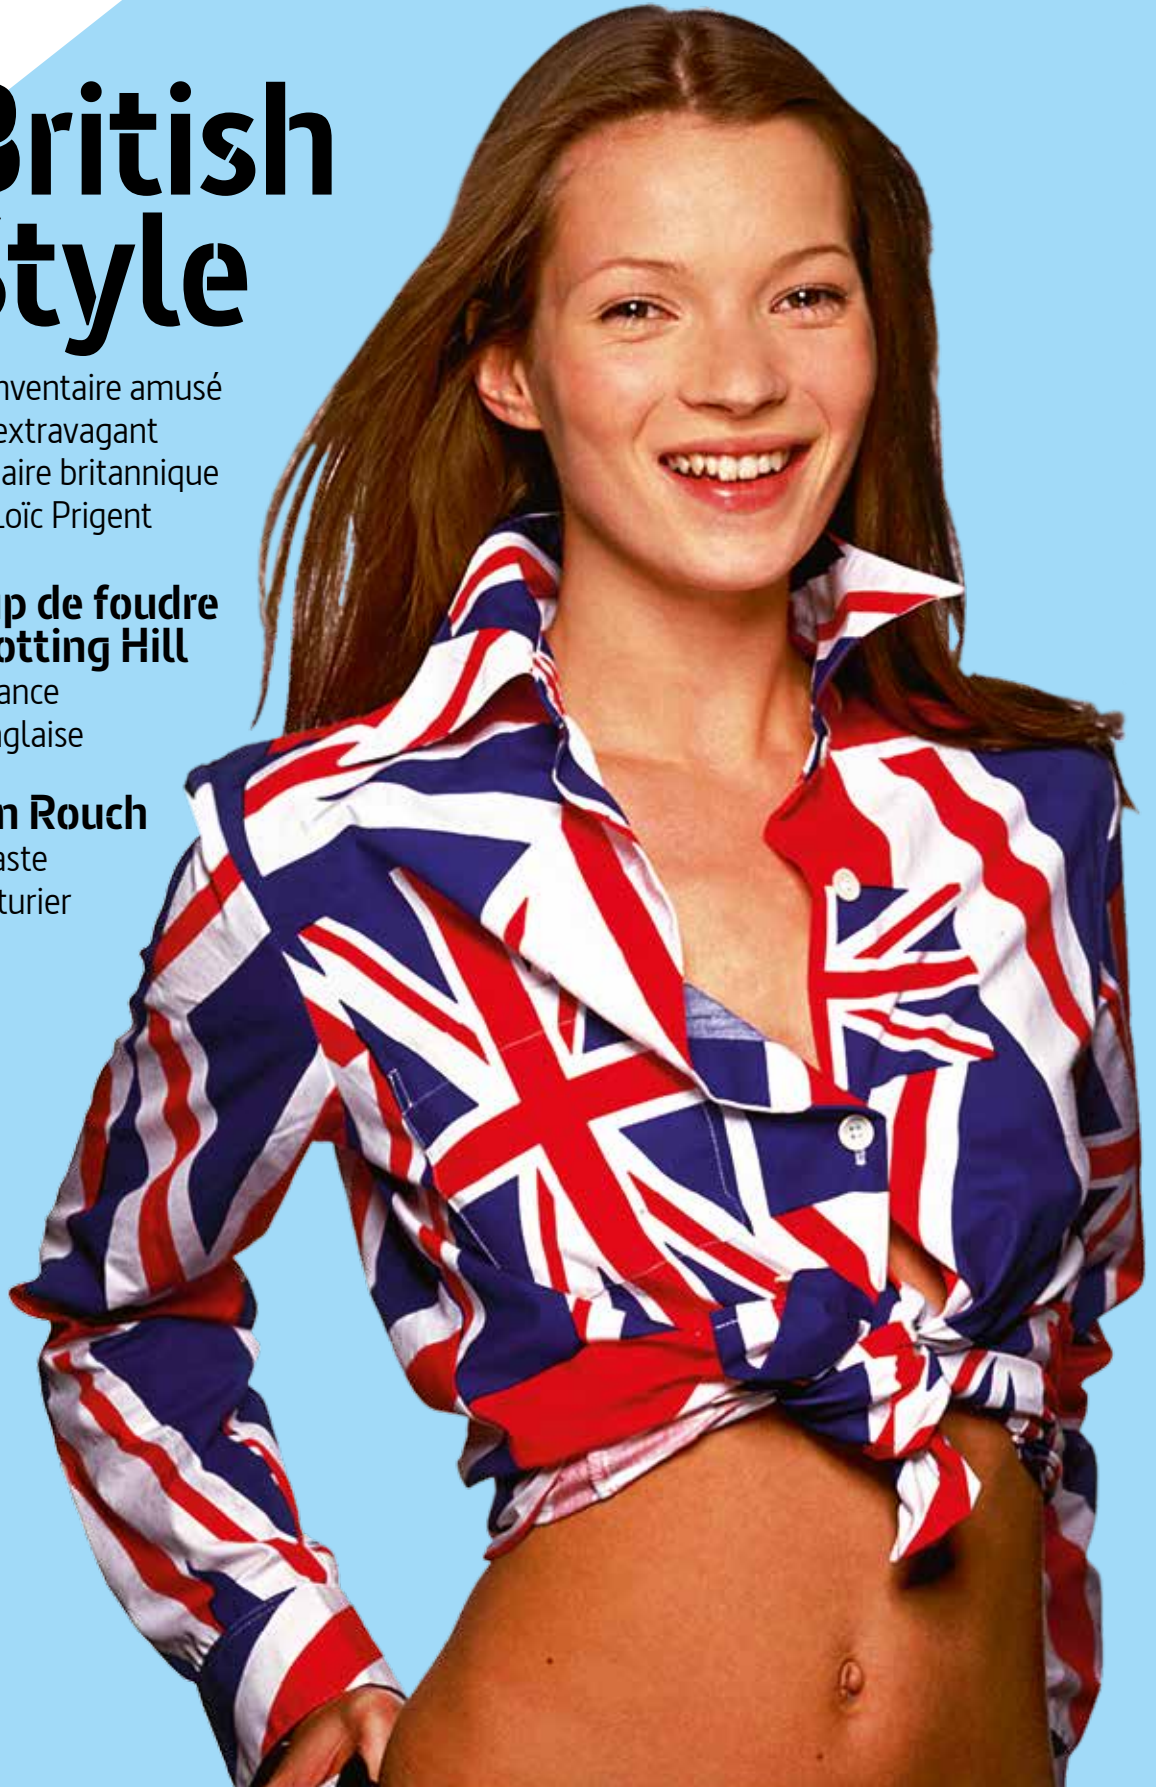 British
Style
nventaire amusé
extravagant
aire britannique
Loïc Prigent
p de foudre
otting Hill
ance
glaise
n Rouch
aste
turier